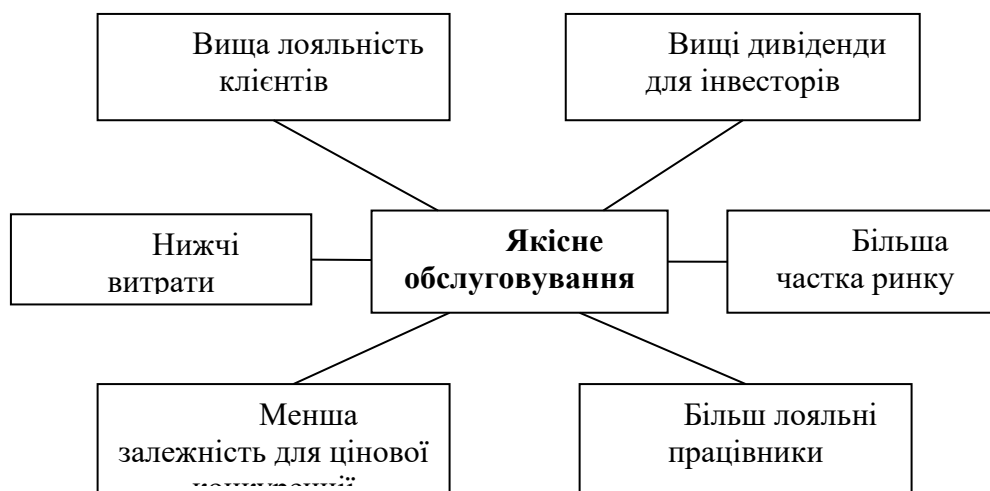 Вища лояльність
клієнтів
Вищі дивіденди
для інвесторів
Нижчі
витрати
Якісне
обслуговування
Більша
частка ринку
Менша
залежність для цінової
конкуренції
Більш лояльні
працівники